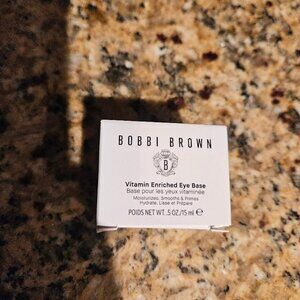 BOBBI BROWN
B
Vitamin Enriched Eye Base
Base pour les yeux vitaminée
Moisturizes, Smooths & Primes
Hydrate, Lisse et Prépare
POIDS NET WT. .5 OZ./15 ml ℮